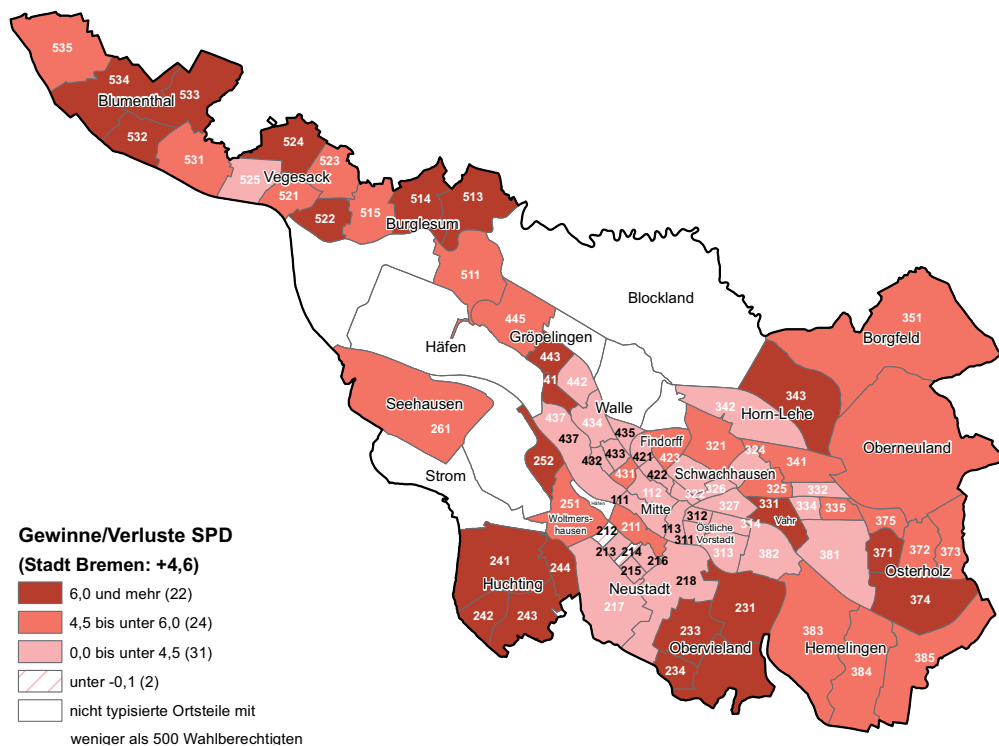 535
534
Blumenthal
533
532
531
524
523
Vegesack
525
521
522
515
514
513
Burglesum
511
Blockland
445
Gröpelingen
Häfen
443
41
442
351
Borgfeld
343
342
Horn-Lehe
Seehausen
261
Walle
437
434
437
435
Findorff
433
421
423
432
422
431
321
324
341
Oberneuland
Schwachhausen
Strom
252
251
Woltmers-
hausen
Häfen
111
112
Mitte
322
326
327
325
332
331
334
335
Vahr
312
314
113
311
Östliche
Vorstadt
313
382
381
375
371
372
373
Osterholz
374
212
211
213
214
215
216
Neustadt
217
218
241
244
Huchting
242
243
231
233
Obervieland
234
383
Hemelingen
384
385
Gewinne/Verluste SPD
(Stadt Bremen: +4,6)
6,0 und mehr (22)
4,5 bis unter 6,0 (24)
0,0 bis unter 4,5 (31)
unter -0,1 (2)
nicht typisierte Ortsteile mit
weniger als 500 Wahlberechtigten